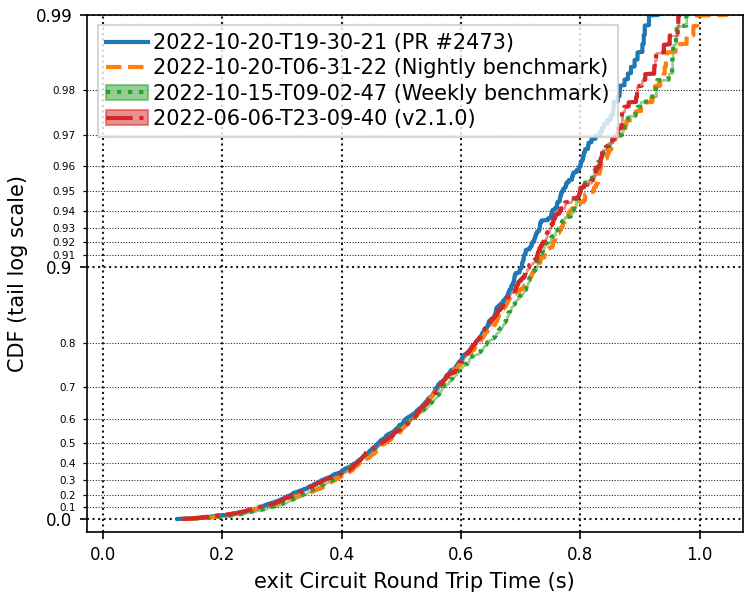 0.99
2022-10-20-T19-30-21 (PR #2473)
2022-10-20T06-31-22 (Nightly benchmark)
2022-10-15T09-02-47 (Weekly benchmark)
2022-06-06-T23-09-40 (v2.1.0)
0.98
0.97
0.96
0.95
0.94
0.93
0.92
0.91
0.9
0.8
0.7
0.6
0.5
0.4
0.3
0.2
0.1
0.0
CDF (tail log scale)
0.0 0.2 0.4 0.6 0.8 1.0
exit Circuit Round Trip Time (s)